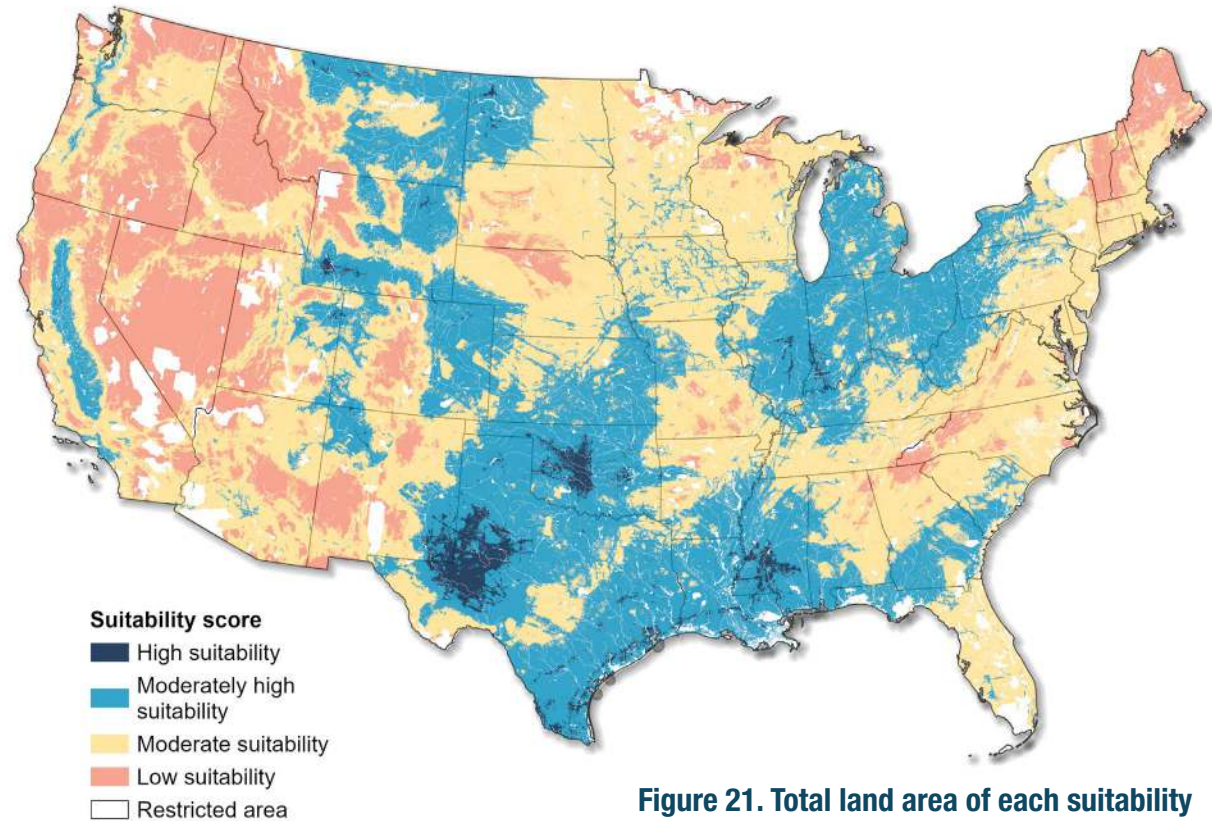 Suitability score
High suitability
Moderately high
suitability
Moderate suitability
Low suitability
Restricted area
Figure 21. Total land area of each suitability